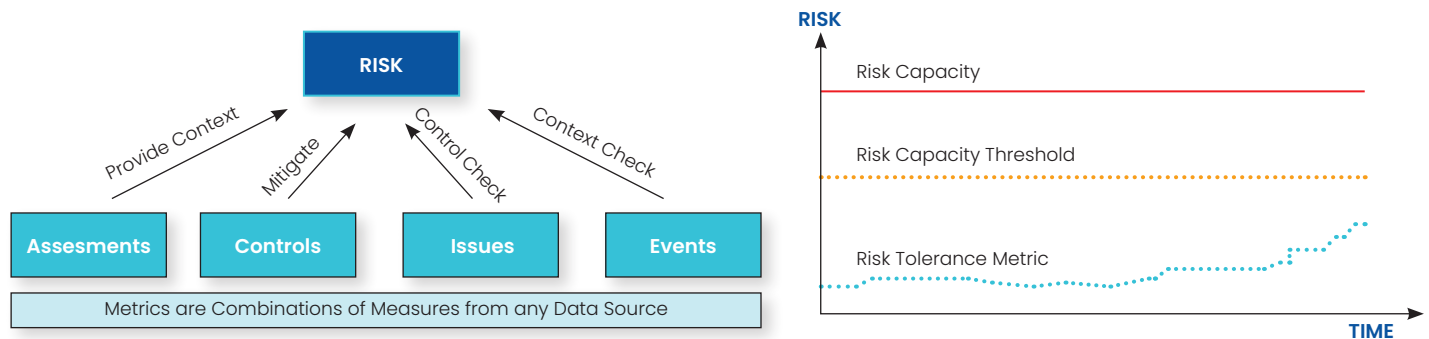 RISK
Provide Context
Mitigate
Control Check
Context Check
Assesments
Controls
Issues
Events
Metrics are Combinations of Measures from any Data Source
RISK
Risk Capacity
Risk Capacity Threshold
Risk Tolerance Metric
TIME